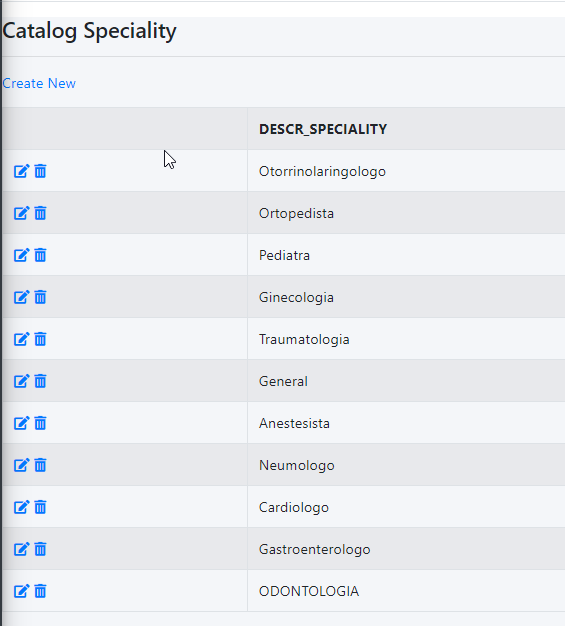 Catalog Speciality
Create New
DESCR_SPECIALITY
Otorrinolaringologo
Ortopedista
Pediatra
Ginecologia
Traumatologia
General
Anestesista
Neumologo
Cardiologo
Gastroenterologo
ODONTOLOGIA